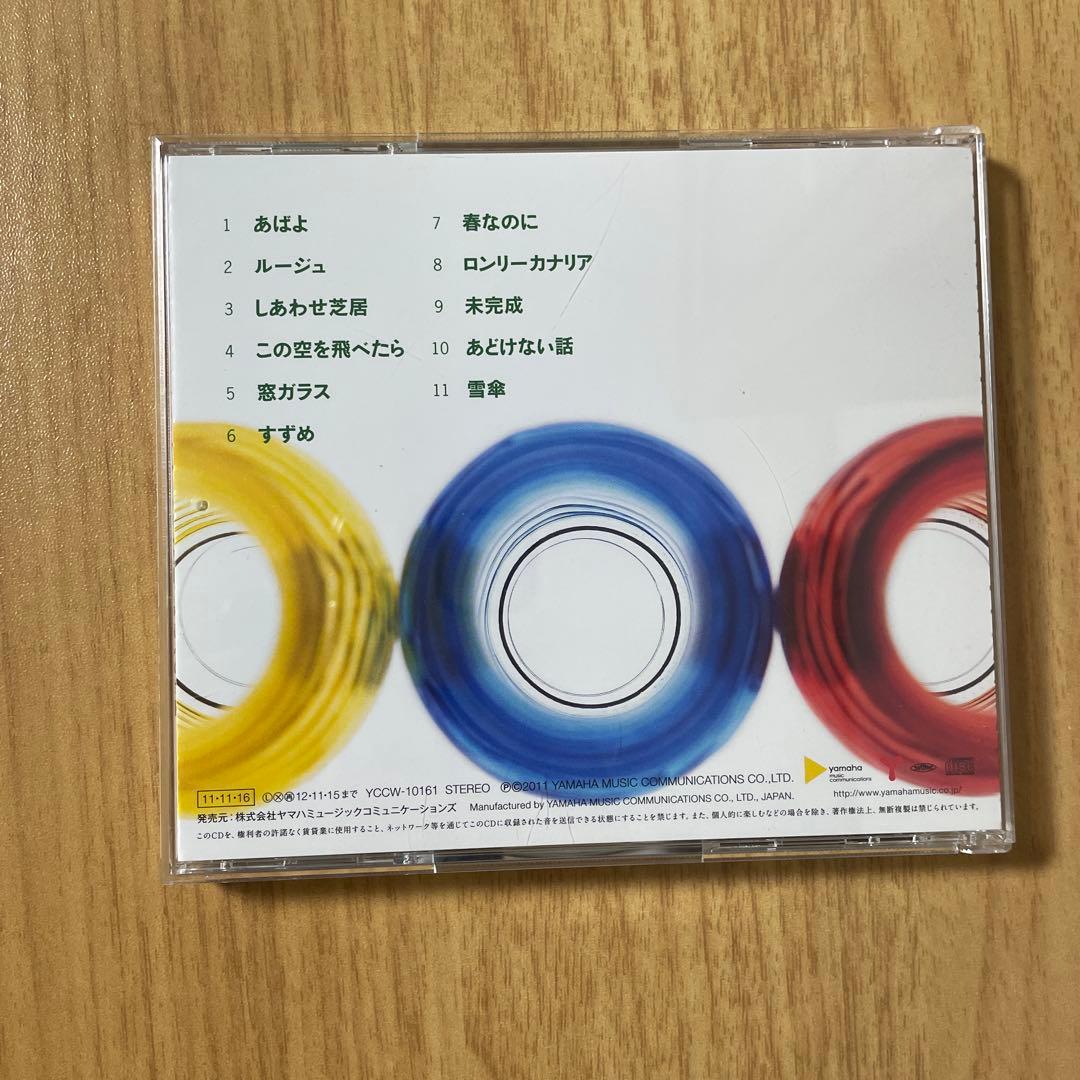 1 あばよ
2 ルージュ
3 しあわせ芝居
4 この空を飛べたら
5 窓ガラス
6 すずめ
7 春なのに
8 ロンリーカナリア
9 未完成
10 あどけない話
11 雪傘
yamaha
music
communications
11・11・16 Ⓛ Ⓧ 12・11・15まで YCCW-10161 STEREO ⓅⒸ2011 YAMAHA MUSIC COMMUNICATIONS CO.,LTD.
http://www.yamahamusic.co.jp/
発売元：株式会社ヤマハミュージックコミュニケーションズ Manufactured by YAMAHA MUSIC COMMUNICATIONS CO., LTD., JAPAN.
このCDを、権利者の許諾なく賃貸業に使用すること、ネットワーク等を通じてこのCDに収録された音を送信できる状態にすることを禁じます。また、個人的に楽しむなどの場合を除き、著作権法上、無断複製は禁じられています。